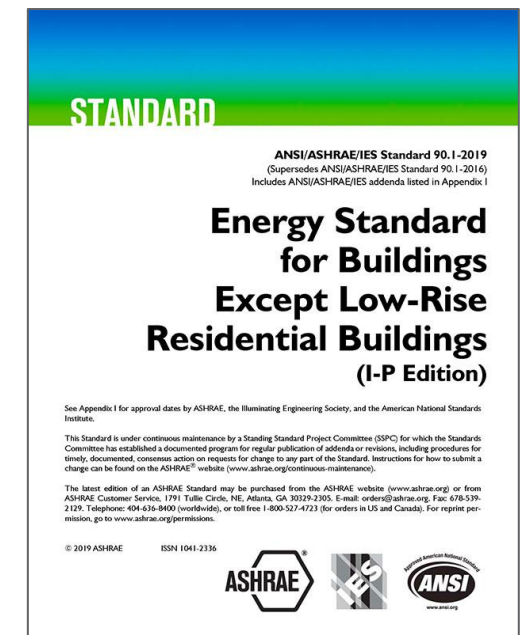 STANDARD
ANSI/ASHRAE/IES Standard 90.1-2019
(Supersedes ANSI/ASHRAE/IES Standard 90.1-2016)
Includes ANSI/ASHRAE/IES addenda listed in Appendix I
Energy Standard
for Buildings
Except Low-Rise
Residential Buildings
(I-P Edition)
See Appendix I for approval dates by ASHRAE, the Illuminating Engineering Society, and the American National Standards
Institute.
This Standard is under continuous maintenance by a Standing Standard Project Committee (SSPC) for which the Standards
Committee has established a documented program for regular publication of addenda or revisions, including procedures for
timely, documented, consensus action on requests for change to any part of the Standard. Instructions for how to submit a
change can be found on the ASHRAE® website (www.ashrae.org/continuous-maintenance).
The latest edition of an ASHRAE Standard may be purchased from the ASHRAE website (www.ashrae.org) or from
ASHRAE Customer Service, 1791 Tullie Circle, NE, Atlanta, GA 30329-2305. E-mail: orders@ashrae.org. Fax: 678-539-
2129. Telephone: 404-636-8400 (worldwide), or toll free 1-800-527-4723 (for orders in US and Canada). For reprint per-
mission, go to www.ashrae.org/permissions.
© 2019 ASHRAE ISSN 1041-2336
ASHRAE®
IES
Approved American National Standard
ANSI
www.ansi.org